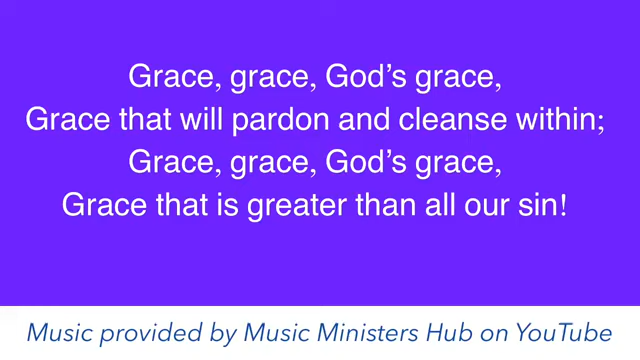 Grace, grace, God’s grace,
Grace that will pardon and cleanse within;
Grace, grace, God’s grace,
Grace that is greater than all our sin!
Music provided by Music Ministers Hub on YouTube